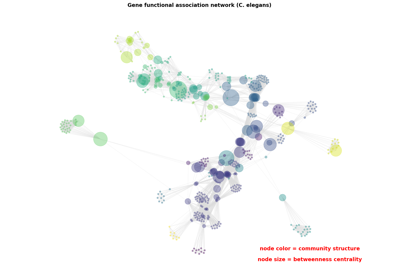 Gene functional association network (C. elegans)
node color = community structure
node size = betweenness centrality